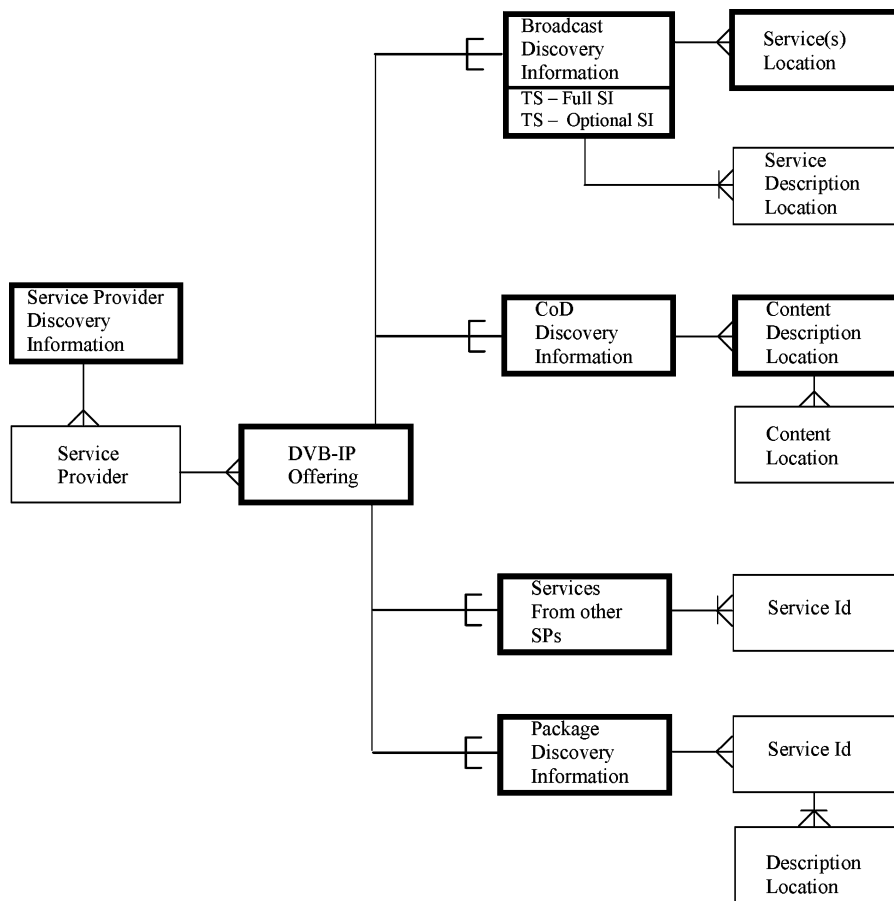 Broadcast
Discovery
Information
TS – Full SI
TS – Optional SI
Service(s)
Location
Service
Description
Location
Service Provider
Discovery
Information
CoD
Discovery
Information
Content
Description
Location
Service
Provider
DVB-IP
Offering
Content
Location
Services
From other
SPs
Service Id
Package
Discovery
Information
Service Id
Description
Location